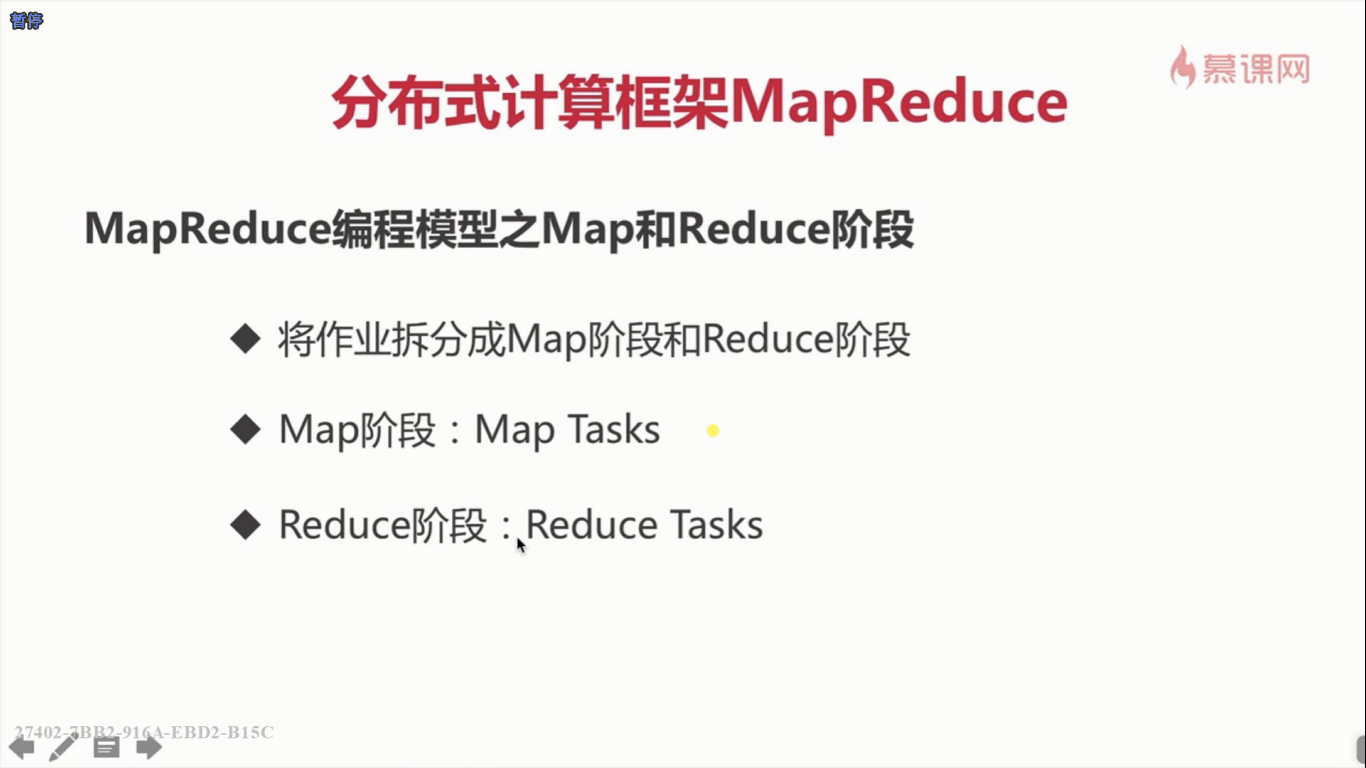 暂停
慕课网
分布式计算框架MapReduce
MapReduce编程模型之Map和Reduce阶段
将作业拆分成Map阶段和Reduce阶段
Map阶段：Map Tasks
Reduce阶段：Reduce Tasks
27402-7BB2-916A-EBD2-B15C